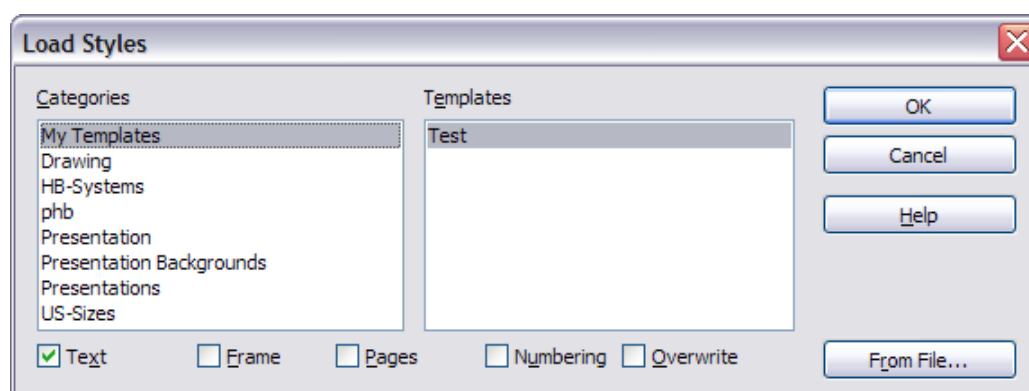 Load Styles
Categories
Templates
My Templates
Drawing
HB-Systems
phb
Presentation
Presentation Backgrounds
Presentations
US-Sizes
Test
OK
Cancel
Help
Text Frame Pages Numbering Overwrite
From File...